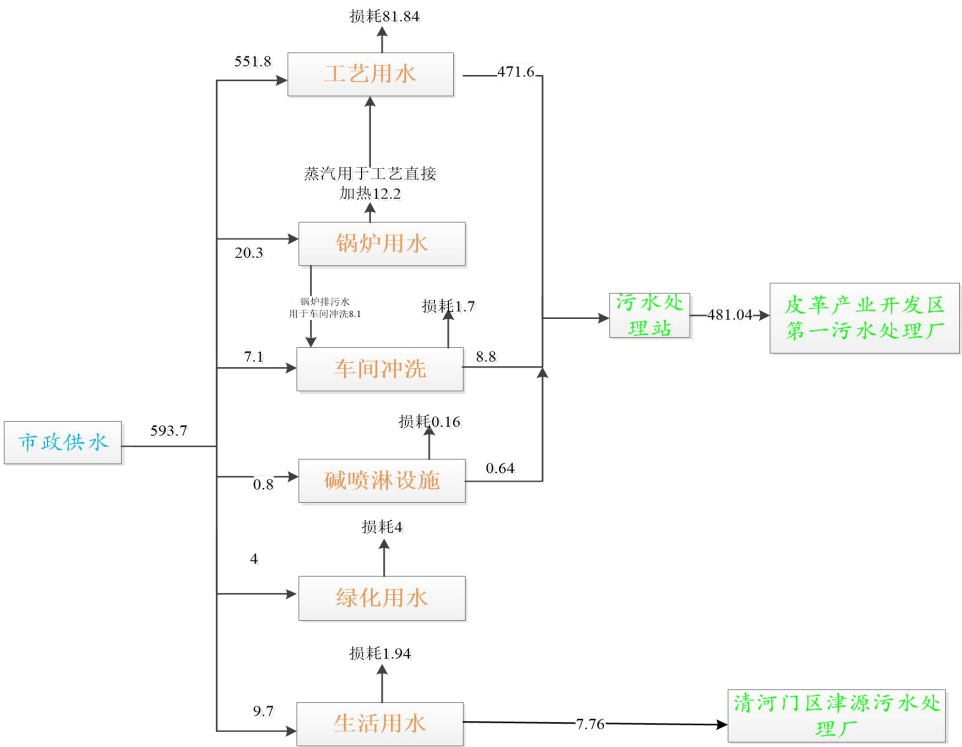 损耗81.84
551.8
工艺用水
471.6
蒸汽用于工艺直接
加热12.2
锅炉用水
20.3
锅炉排污水
用于车间冲洗8.1
损耗1.7
污水处
理站
481.04
皮革产业开发区
第一污水处理厂
7.1
车间冲洗
8.8
市政供水
593.7
损耗0.16
0.8
碱喷淋设施
0.64
损耗4
4
绿化用水
损耗1.94
9.7
生活用水
7.76
清河门区津源污水处
理厂